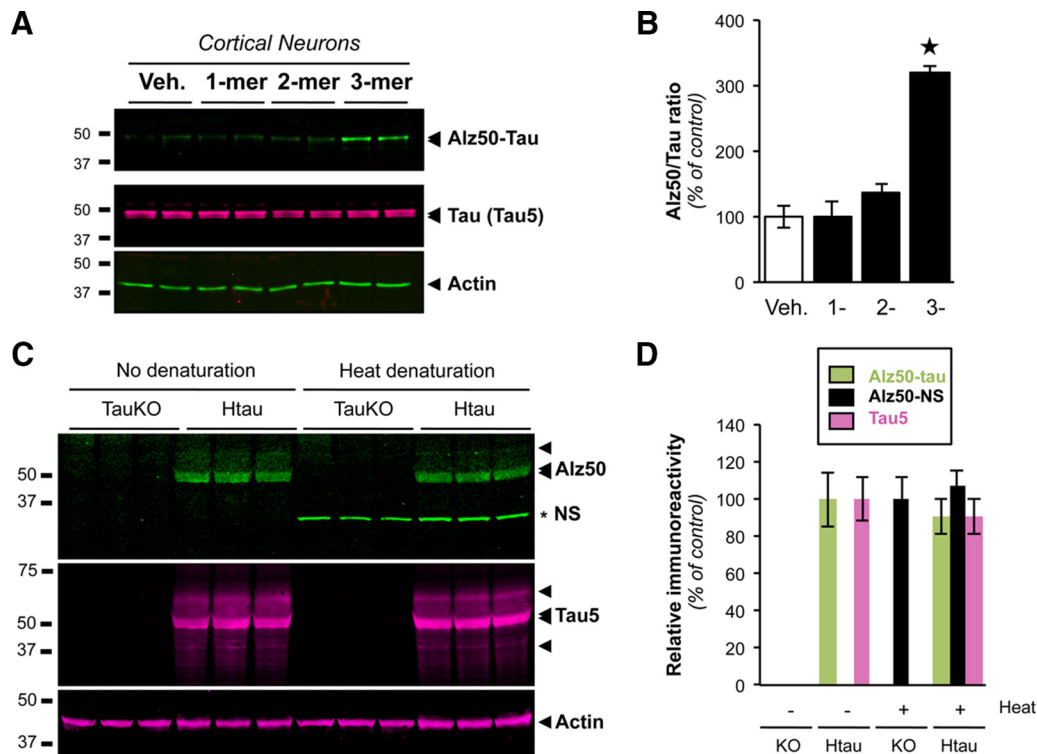 A
Cortical Neurons
Veh. 1-mer 2-mer 3-mer
50
37
Alz50-Tau
50
37
Tau (Tau5)
50
37
Actin
B
Alz50/Tau ratio
(% of control)
400
300
200
100
0
★
Veh. 1- 2- 3-
C
No denaturation Heat denaturation
TauKO Htau TauKO Htau
50
37
Alz50
* NS
75
50
37
Tau5
50
37
Actin
D
Alz50-tau
Alz50-NS
Tau5
Relative immunoreactivity
(% of control)
140
120
100
80
60
40
20
0
- - + + Heat
KO Htau KO Htau